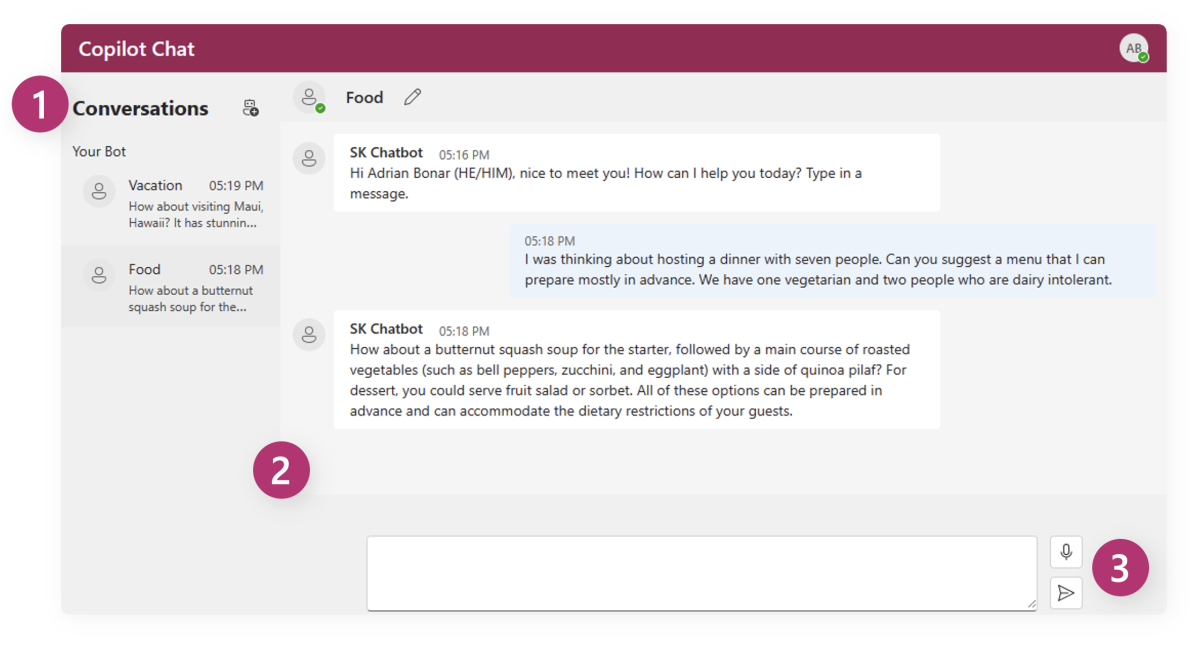 Copilot Chat
AB
1
Conversations
Your Bot
Vacation 05:19 PM
How about visiting Maui,
Hawaii? It has stunnin...
Food 05:18 PM
How about a butternut
squash soup for the...
Food
SK Chatbot 05:16 PM
Hi Adrian Bonar (HE/HIM), nice to meet you! How can I help you today? Type in a
message.
05:18 PM
I was thinking about hosting a dinner with seven people. Can you suggest a menu that I can
prepare mostly in advance. We have one vegetarian and two people who are dairy intolerant.
SK Chatbot 05:18 PM
How about a butternut squash soup for the starter, followed by a main course of roasted
vegetables (such as bell peppers, zucchini, and eggplant) with a side of quinoa pilaf? For
dessert, you could serve fruit salad or sorbet. All of these options can be prepared in
advance and can accommodate the dietary restrictions of your guests.
2
3